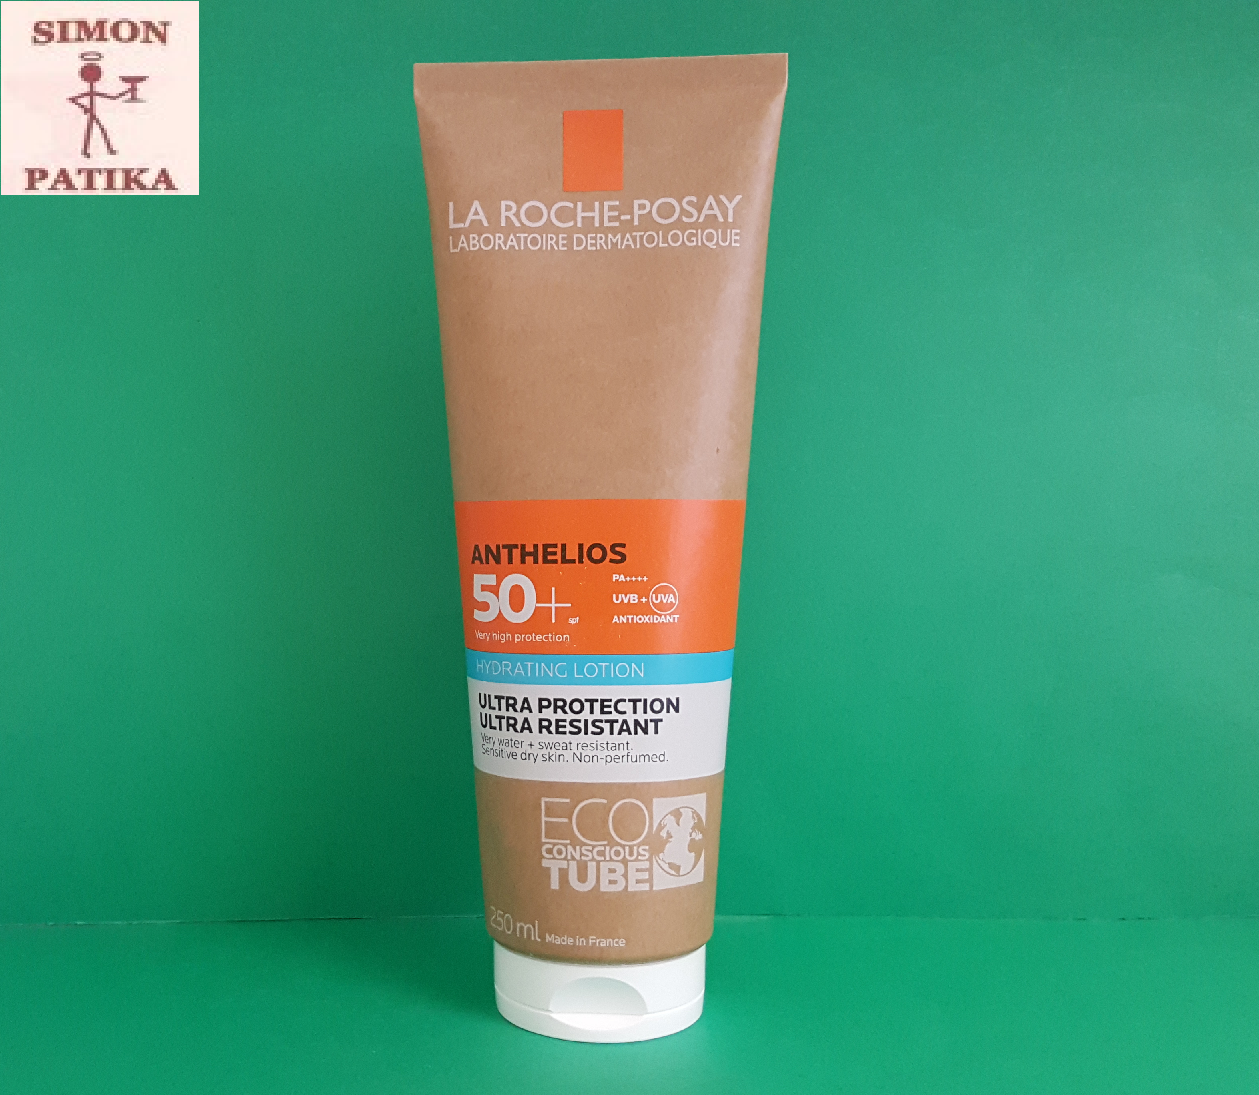 SIMON
PATIKA
LA ROCHE-POSAY
LABORATOIRE DERMATOLOGIQUE
ANTHELIOS
50+ spf
Very high protection
PA++++
UVB + UVA
ANTIOXIDANT
HYDRATING LOTION
ULTRA PROTECTION
ULTRA RESISTANT
Very water + sweat resistant.
Sensitive dry skin. Non-perfumed.
ECO
CONSCIOUS
TUBE
250 ml Made in France